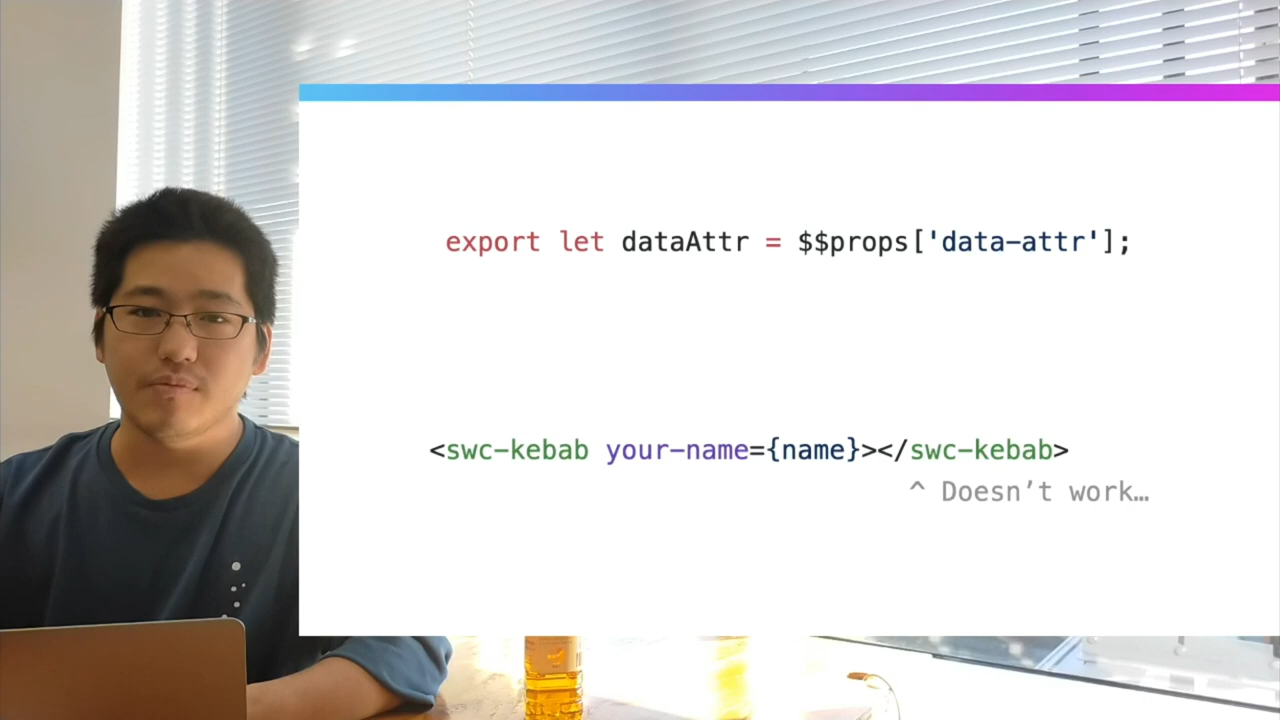 export let dataAttr = $$props['data-attr'];
<swc-kebab your-name={name}></swc-kebab>
^ Doesn’t work…